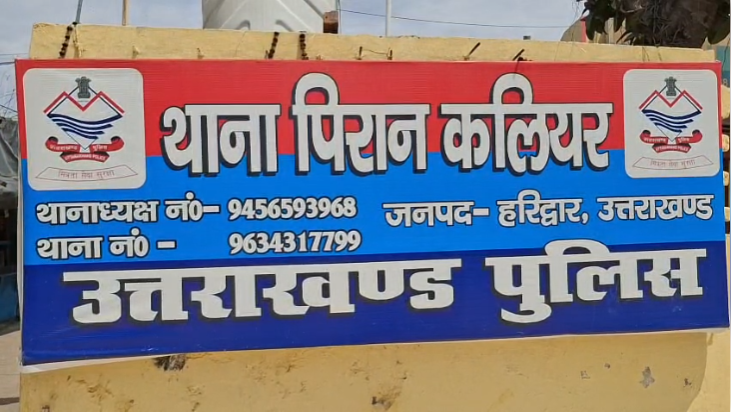 थाना पिरान कलियर
थानाध्यक्ष नं०- 9456593968 जनपद- हरिद्वार, उत्तराखण्ड
थाना नं० - 9634317799
उत्तराखण्ड पुलिस